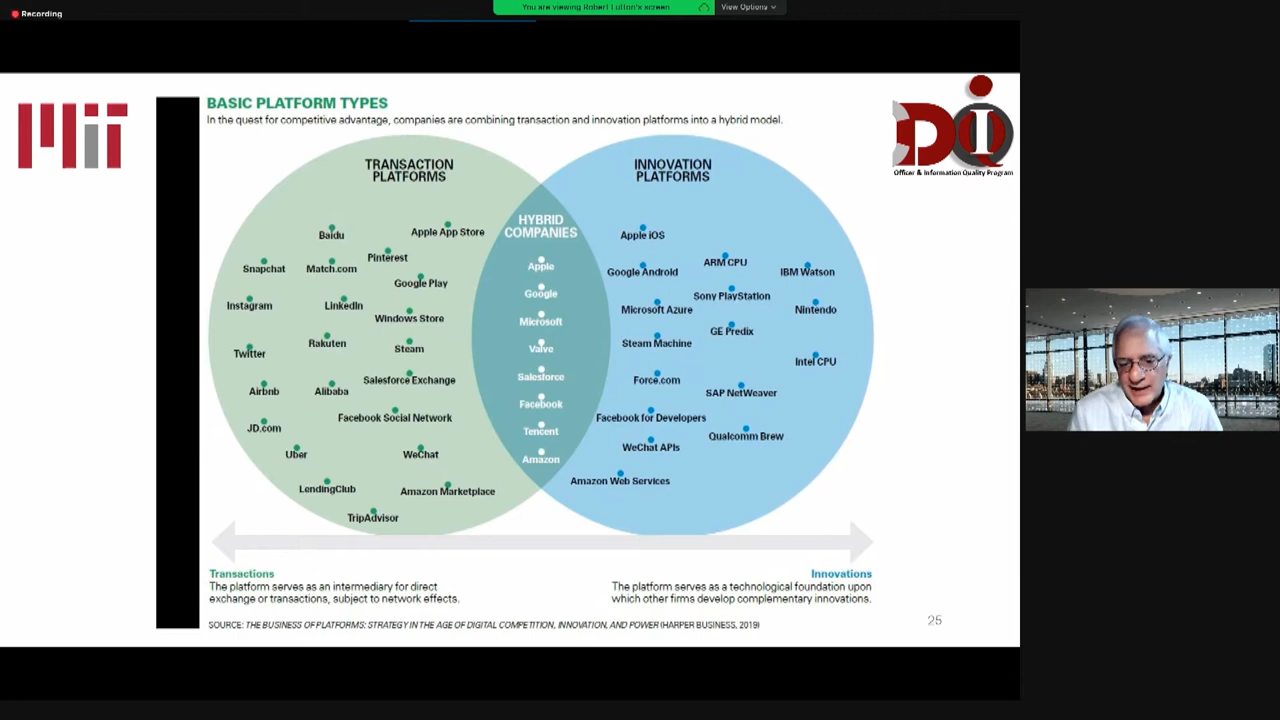 Recording
You are viewing Robert Lutton's screen
View Options
MIT
BASIC PLATFORM TYPES
In the quest for competitive advantage, companies are combining transaction and innovation platforms into a hybrid model.
DIQ
Officer & Information Quality Program
TRANSACTION
PLATFORMS
Baidu
Apple App Store
Pinterest
Snapchat
Match.com
Google Play
Instagram
LinkedIn
Windows Store
Rakuten
Steam
Twitter
Salesforce Exchange
Airbnb
Alibaba
Facebook Social Network
JD.com
Uber
WeChat
LendingClub
Amazon Marketplace
TripAdvisor
HYBRID
COMPANIES
Apple
Google
Microsoft
Valve
Salesforce
Facebook
Tencent
Amazon
INNOVATION
PLATFORMS
Apple iOS
ARM CPU
Google Android
IBM Watson
Sony PlayStation
Microsoft Azure
Nintendo
GE Predix
Steam Machine
Intel CPU
Force.com
SAP NetWeaver
Facebook for Developers
Qualcomm Brew
WeChat APIs
Amazon Web Services
Transactions
The platform serves as an intermediary for direct
exchange or transactions, subject to network effects.
Innovations
The platform serves as a technological foundation upon
which other firms develop complementary innovations.
SOURCE: THE BUSINESS OF PLATFORMS: STRATEGY IN THE AGE OF DIGITAL COMPETITION, INNOVATION, AND POWER (HARPER BUSINESS, 2019)
25